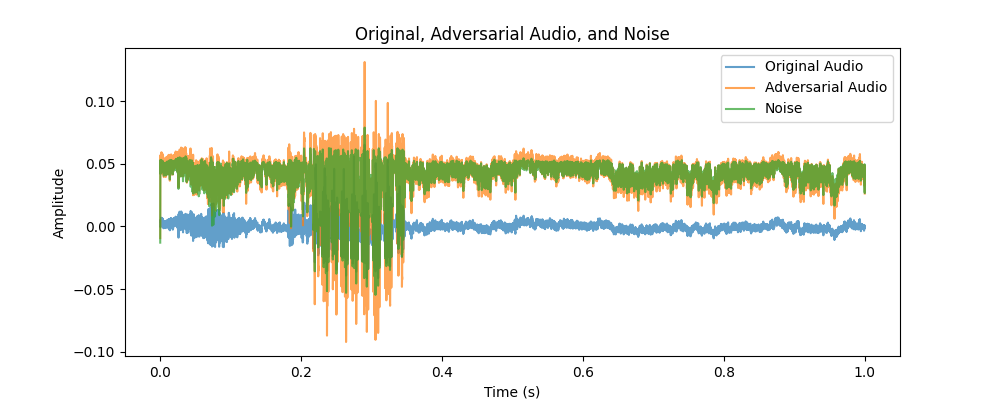 Original, Adversarial Audio, and Noise
Original Audio
Adversarial Audio
Noise
Amplitude
0.10
0.05
0.00
−0.05
−0.10
0.0 0.2 0.4 0.6 0.8 1.0
Time (s)